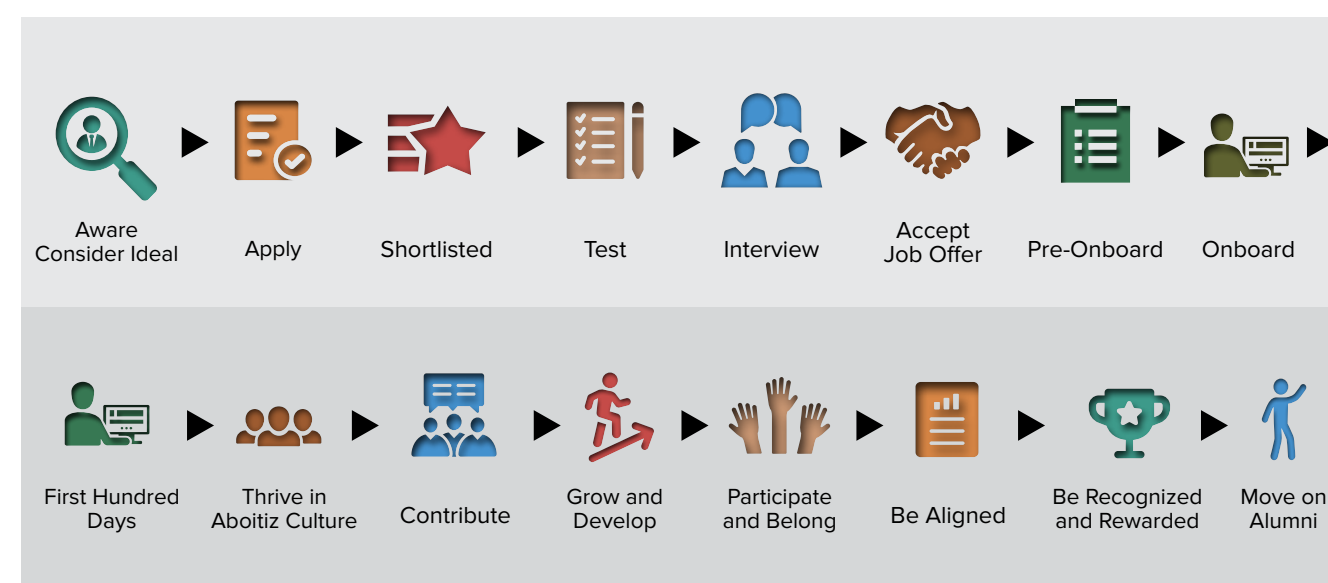 Aware
Consider Ideal
Apply
Shortlisted
Test
Interview
Accept
Job Offer
Pre-Onboard
Onboard
First Hundred
Days
Thrive in
Aboitiz Culture
Contribute
Grow and
Develop
Participate
and Belong
Be Aligned
Be Recognized
and Rewarded
Move on
Alumni